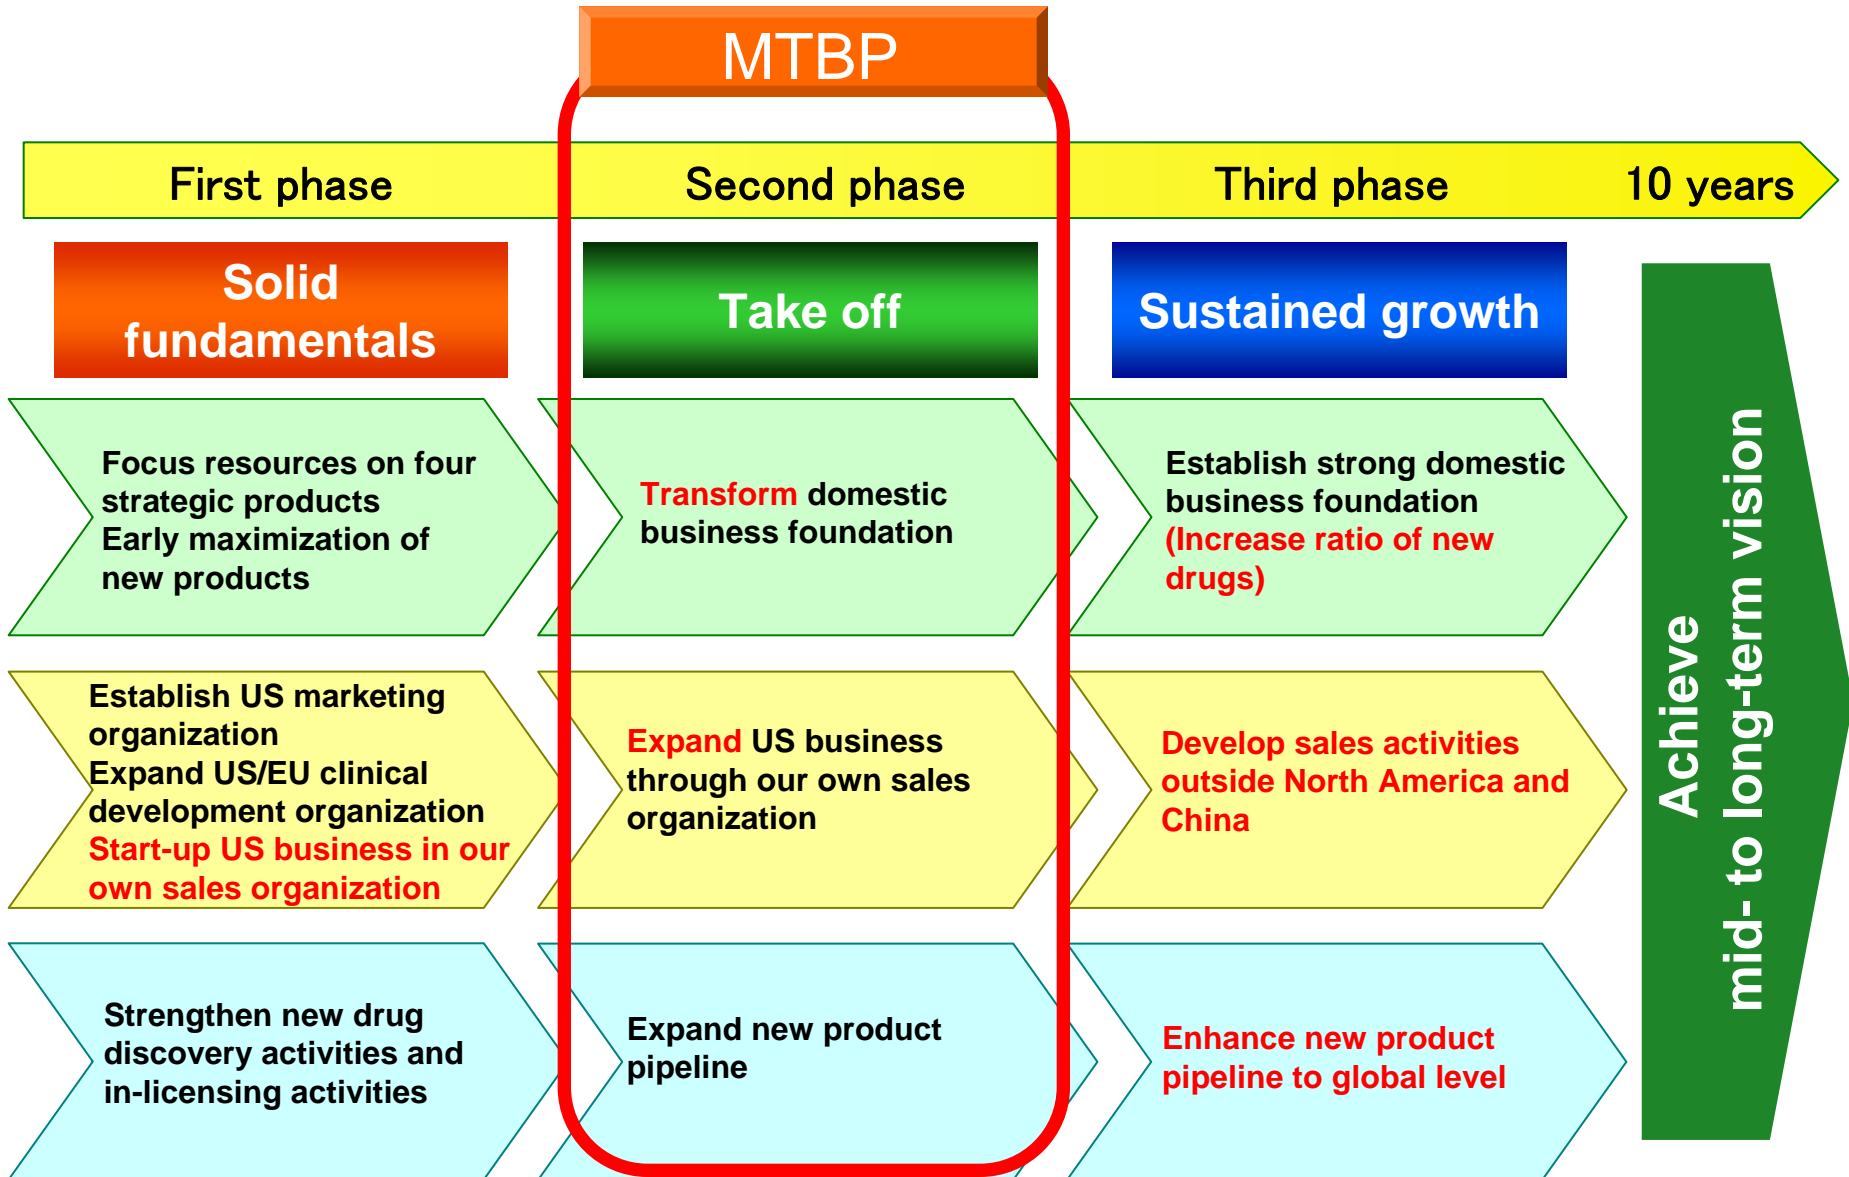 MTBP
First phase
Second phase
Third phase
10 years
Solid
fundamentals
Take off
Sustained growth
Focus resources on four
strategic products
Early maximization of
new products
Transform domestic
business foundation
Establish strong domestic
business foundation
(Increase ratio of new
drugs)
Establish US marketing
organization
Expand US/EU clinical
development organization
Start-up US business in our
own sales organization
Expand US business
through our own sales
organization
Develop sales activities
outside North America and
China
Strengthen new drug
discovery activities and
in-licensing activities
Expand new product
pipeline
Enhance new product
pipeline to global level
Achieve
mid- to long-term vision